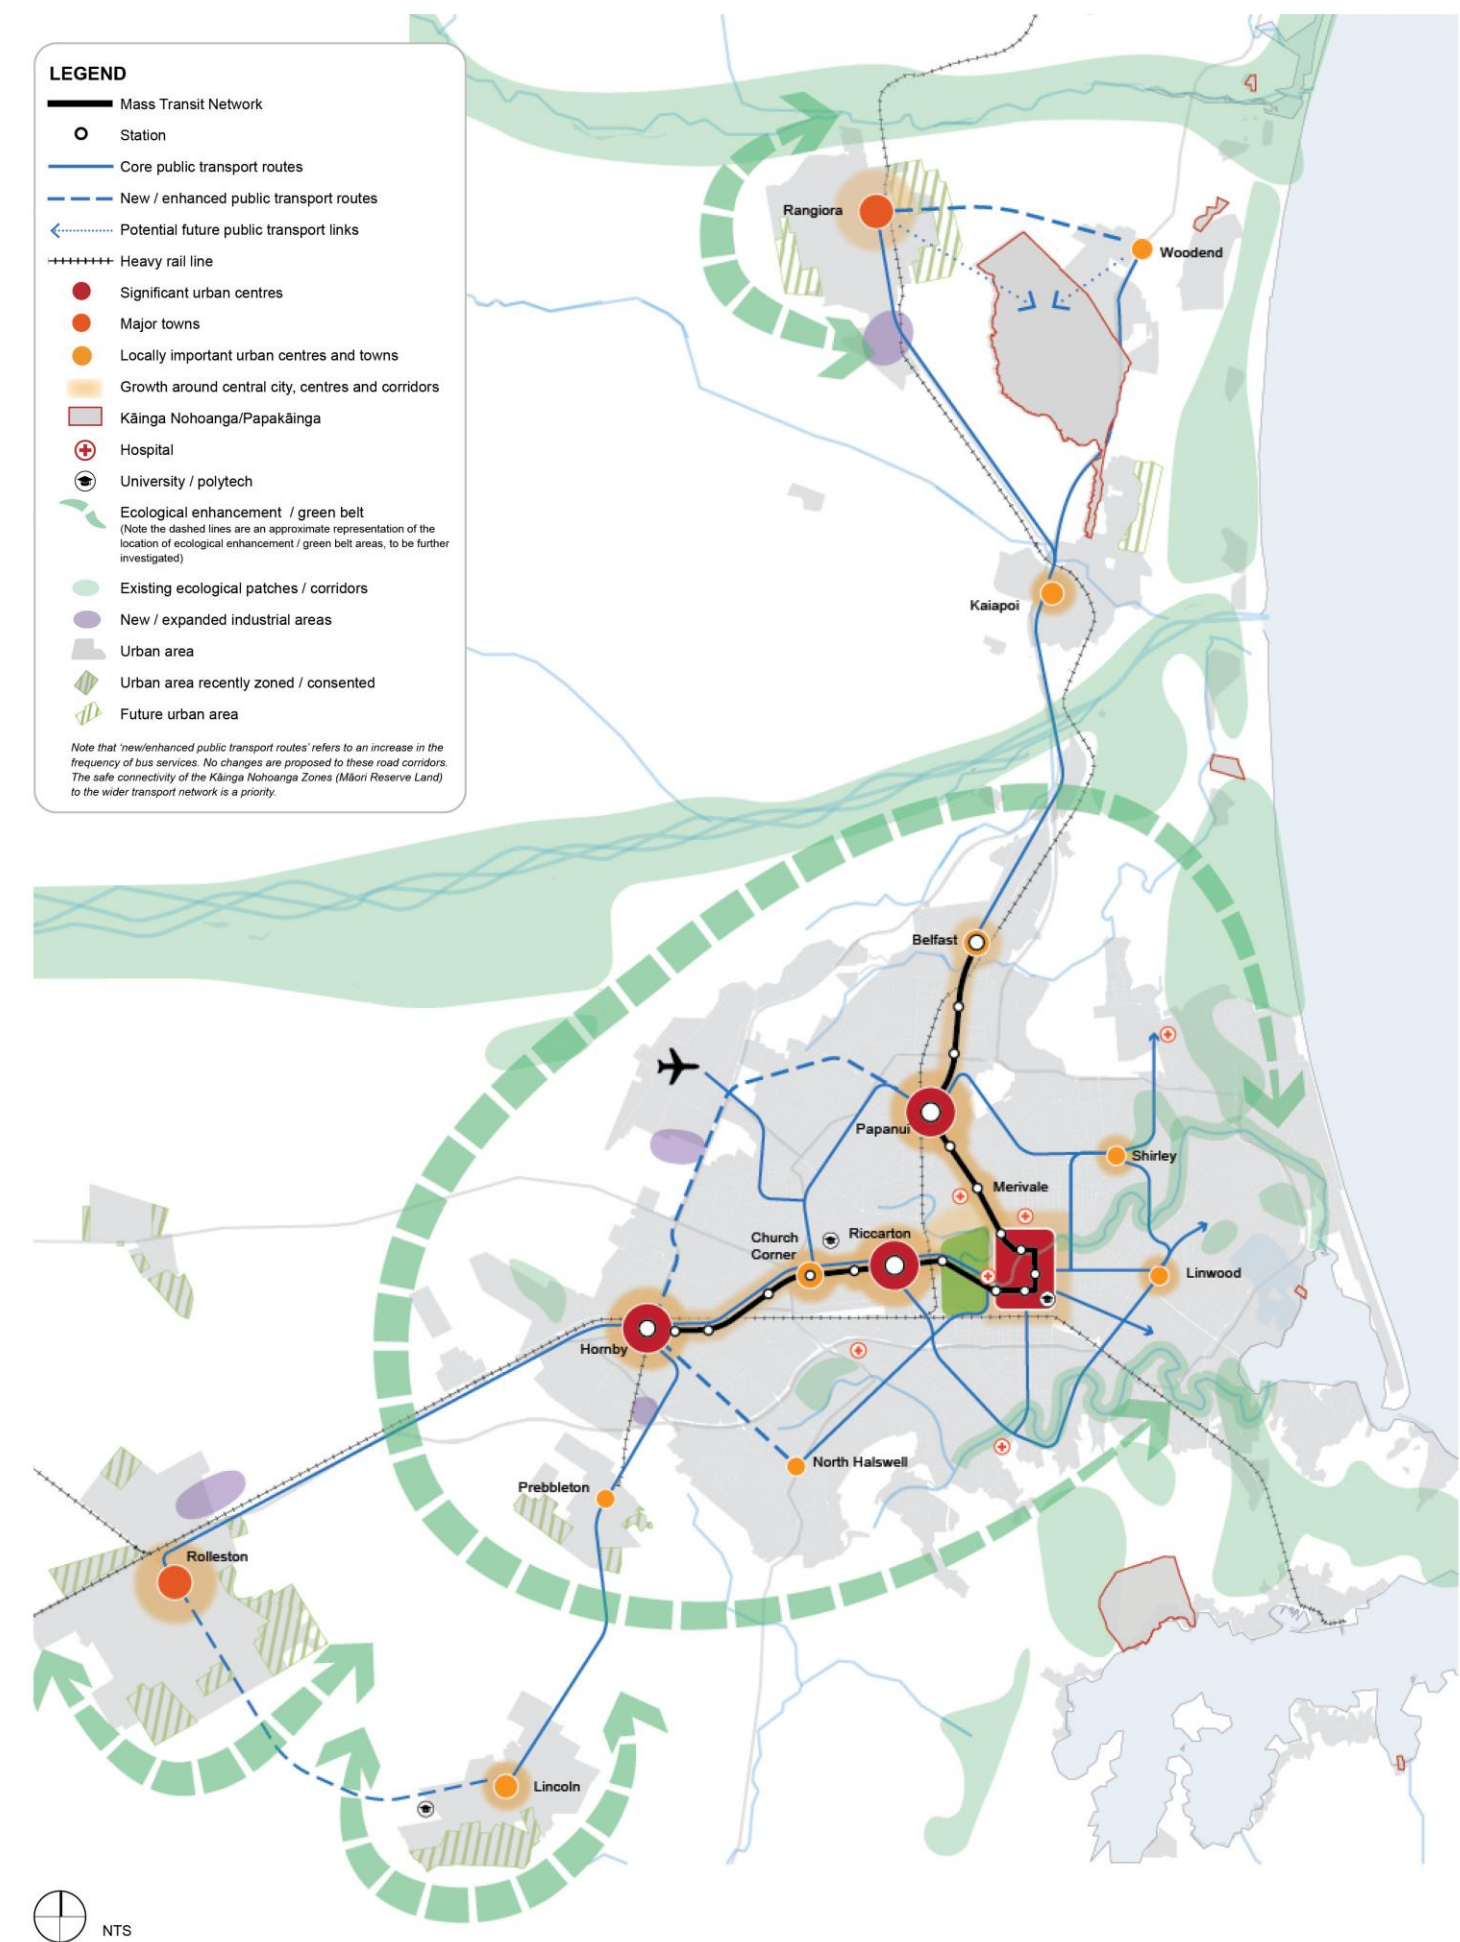 LEGEND
Mass Transit Network
Station
Core public transport routes
New / enhanced public transport routes
Potential future public transport links
Heavy rail line
Significant urban centres
Major towns
Locally important urban centres and towns
Growth around central city, centres and corridors
Kāinga Nohoanga/Papakāinga
Hospital
University / polytech
Ecological enhancement / green belt
(Note the dashed lines are an approximate representation of the
location of ecological enhancement / green belt areas, to be further
investigated)
Existing ecological patches / corridors
New / expanded industrial areas
Urban area
Urban area recently zoned / consented
Future urban area
Note that ‘new/enhanced public transport routes’ refers to an increase in the
frequency of bus services. No changes are proposed to these road corridors.
The safe connectivity of the Kāinga Nohoanga Zones (Māori Reserve Land)
to the wider transport network is a priority.
Rangiora
Woodend
Kaiapoi
Belfast
Papanui
Shirley
Merivale
Church
Corner
Riccarton
Linwood
Hornby
North Halswell
Prebbleton
Rolleston
Lincoln
NTS